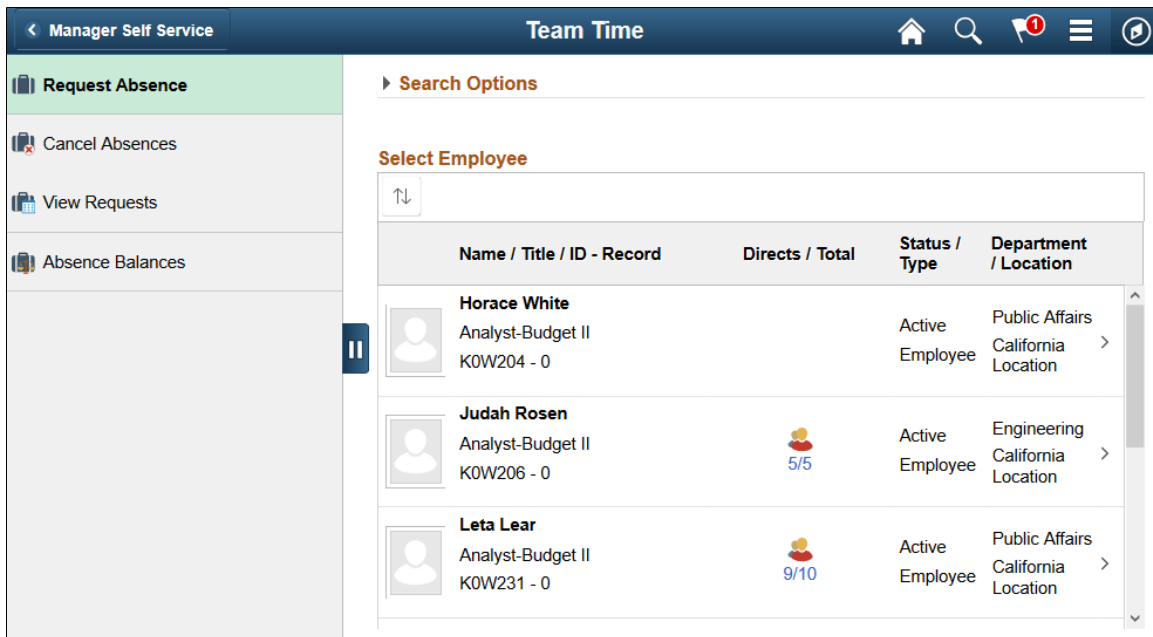 Manager Self Service
Team Time
1
Request Absence
Cancel Absences
View Requests
Absence Balances
Search Options
Select Employee
Name / Title / ID - Record
Directs / Total
Status /
Type
Department
/ Location
Horace White
Analyst-Budget II
K0W204 - 0
Active
Employee
Public Affairs
California
Location
Judah Rosen
Analyst-Budget II
K0W206 - 0
5/5
Active
Employee
Engineering
California
Location
Leta Lear
Analyst-Budget II
K0W231 - 0
9/10
Active
Employee
Public Affairs
California
Location